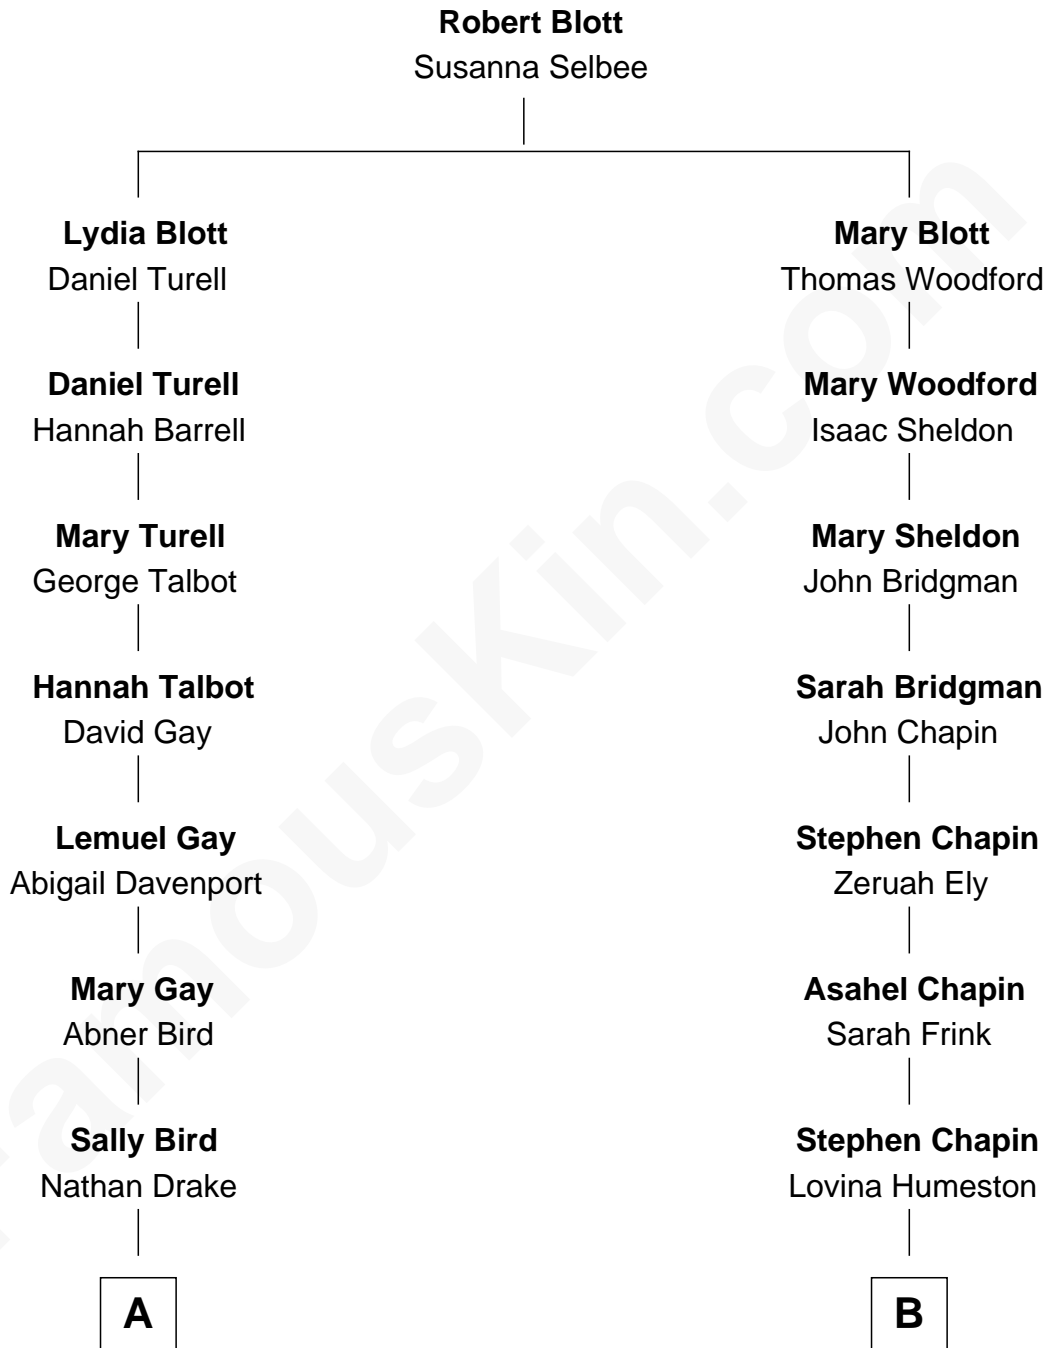 Robert Blott
Susanna Selbee
Lydia Blott
Daniel Turell
Mary Blott
Thomas Woodford
Daniel Turell
Hannah Barrell
Mary Woodford
Isaac Sheldon
Mary Turell
George Talbot
Mary Sheldon
John Bridgman
Hannah Talbot
David Gay
Sarah Bridgman
John Chapin
Lemuel Gay
Abigail Davenport
Stephen Chapin
Zeruah Ely
Mary Gay
Abner Bird
Asahel Chapin
Sarah Frink
Sally Bird
Nathan Drake
Stephen Chapin
Lovina Humeston
A
B
FamousKin.com